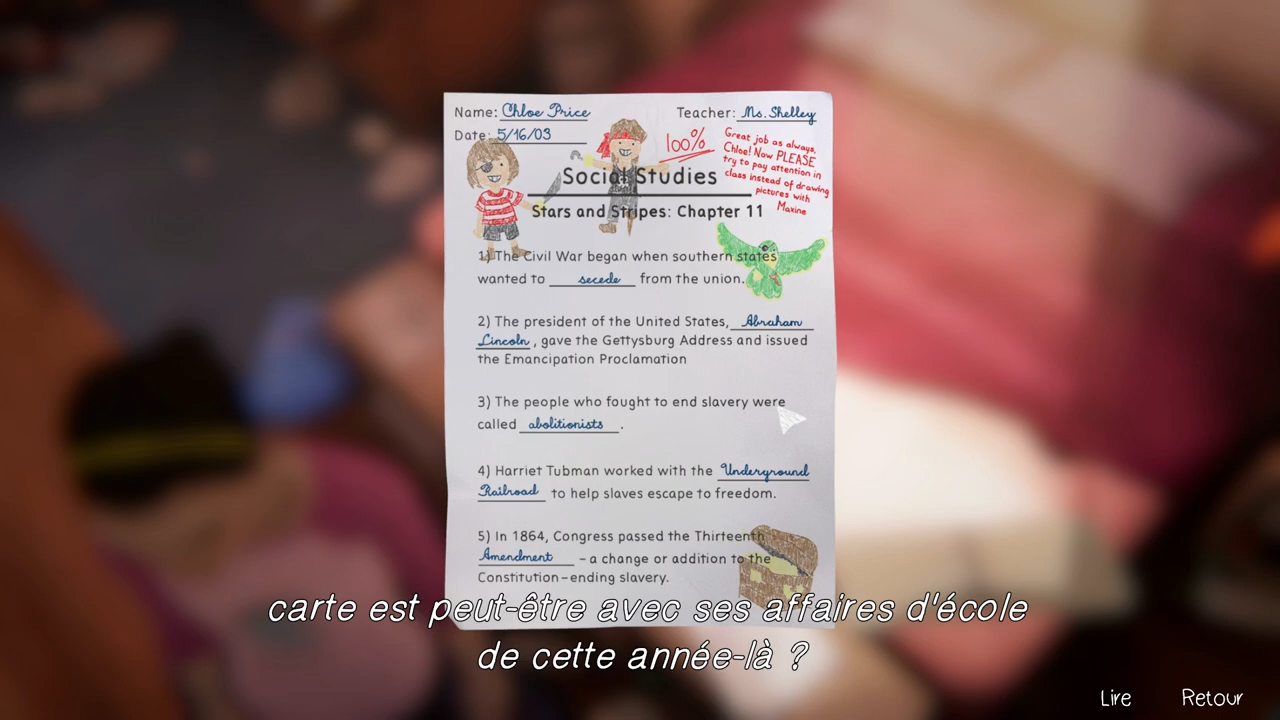 Name: Chloe Price
Teacher: Ms. Shelley
Date: 5/16/03
100%
Great job as always,
Chloe! Now PLEASE
try to pay attention in
class instead of drawing
pictures with
Maxine
Social Studies
Stars and Stripes: Chapter 11
1) The Civil War began when southern states
wanted to secede from the union.
2) The president of the United States, Abraham
Lincoln, gave the Gettysburg Address and issued
the Emancipation Proclamation
3) The people who fought to end slavery were
called abolitionists.
4) Harriet Tubman worked with the Underground
Railroad to help slaves escape to freedom.
5) In 1864, Congress passed the Thirteenth
Amendment – a change or addition to the
Constitution – ending slavery.
carte est peut-être avec ses affaires d'école
de cette année-là ?
Lire Retour